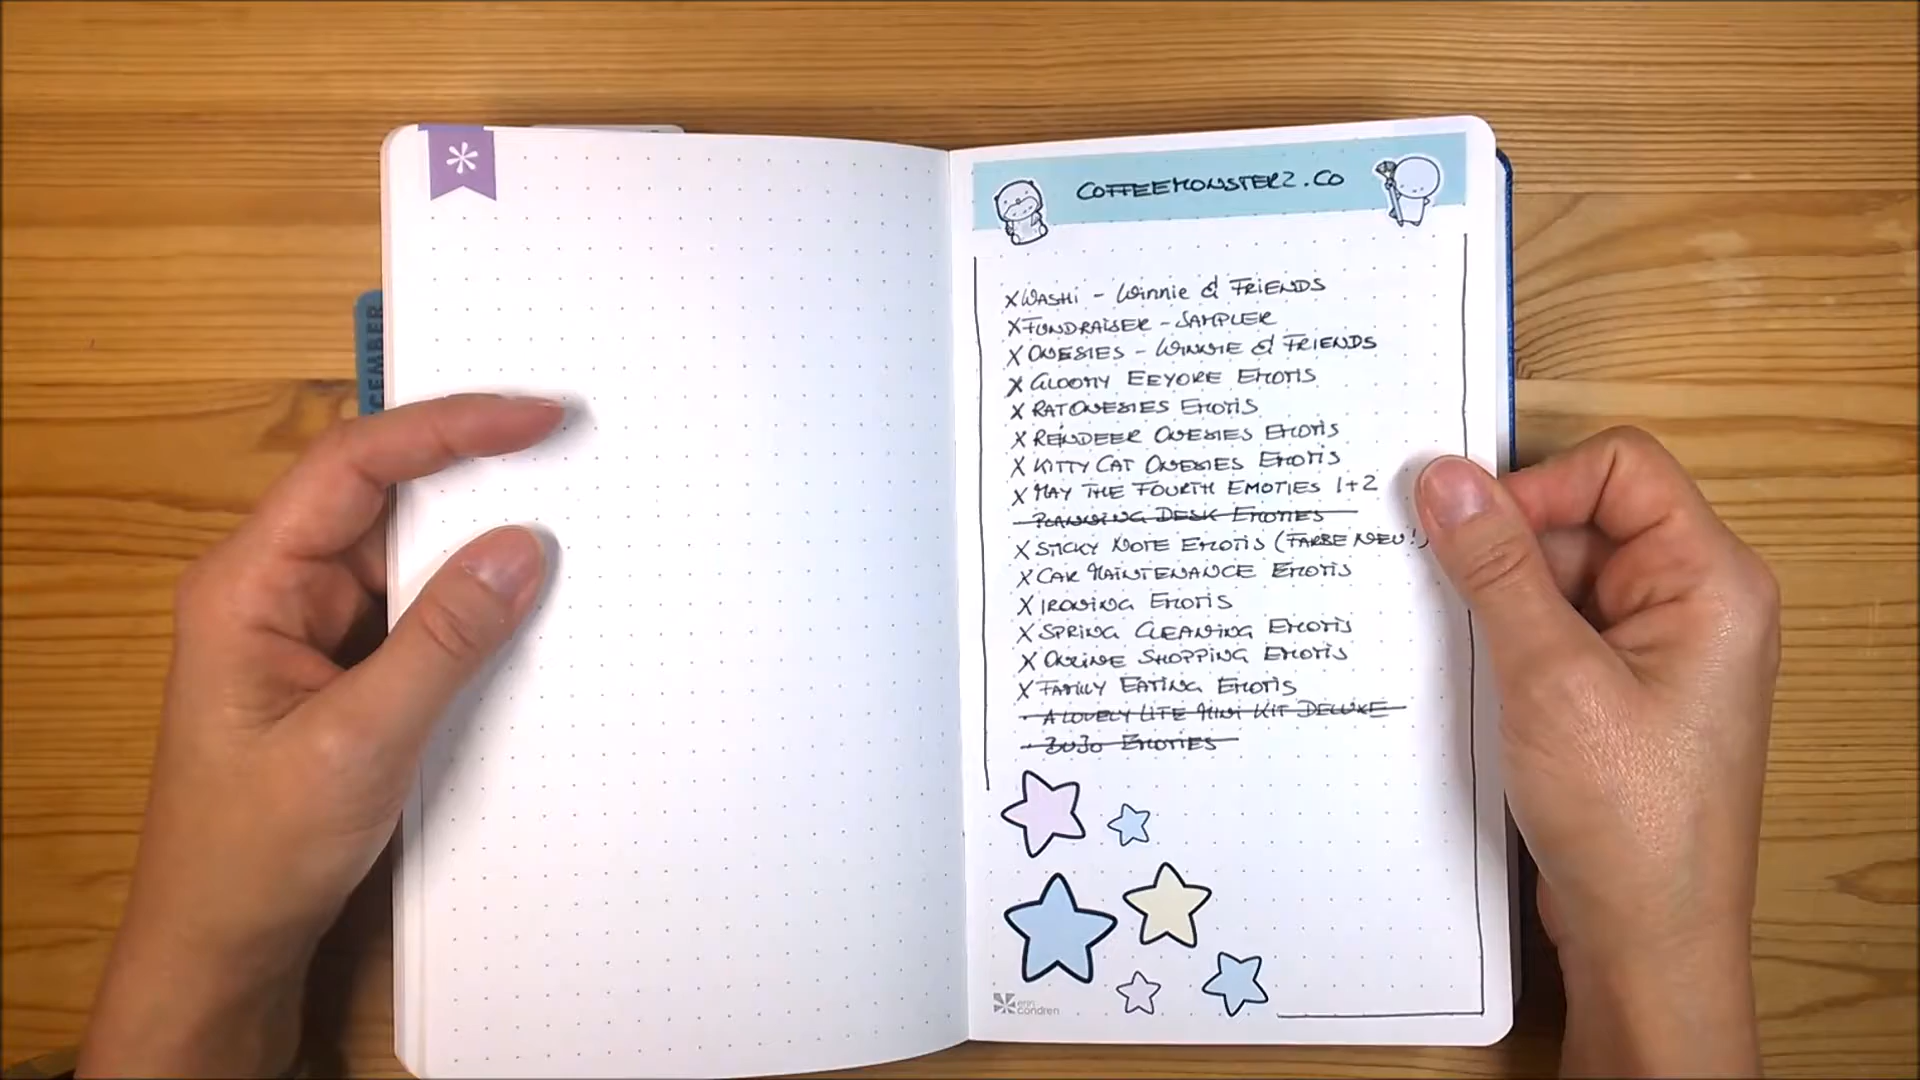 CEMBER
COFFEEMONSTERZ.CO
X WASHI - Winnie & FRIENDS
X FUNDRAISER - SAMPLER
X ONESIES - WINNIE & FRIENDS
X GLOOMY EEYORE EMOTIS
X RAT ONESIES EMOTIS
X REINDEER ONESIES EMOTIS
X KITTY CAT ONESIES EMOTIS
X MAY THE FOURTH EMOTIES 1+2
PLANNING DESK EMOTIES
X STICKY NOTE EMOTIS (FARBE NEU!)
X CAR MAINTENANCE EMOTIS
X IRONING EMOTIS
X SPRING CLEANING EMOTIS
X ONLINE SHOPPING EMOTIS
X FAMILY EATING EMOTIS
- A LOVELY LITE MINI KIT DELUXE
- BUJO EMOTIES
erin
condren